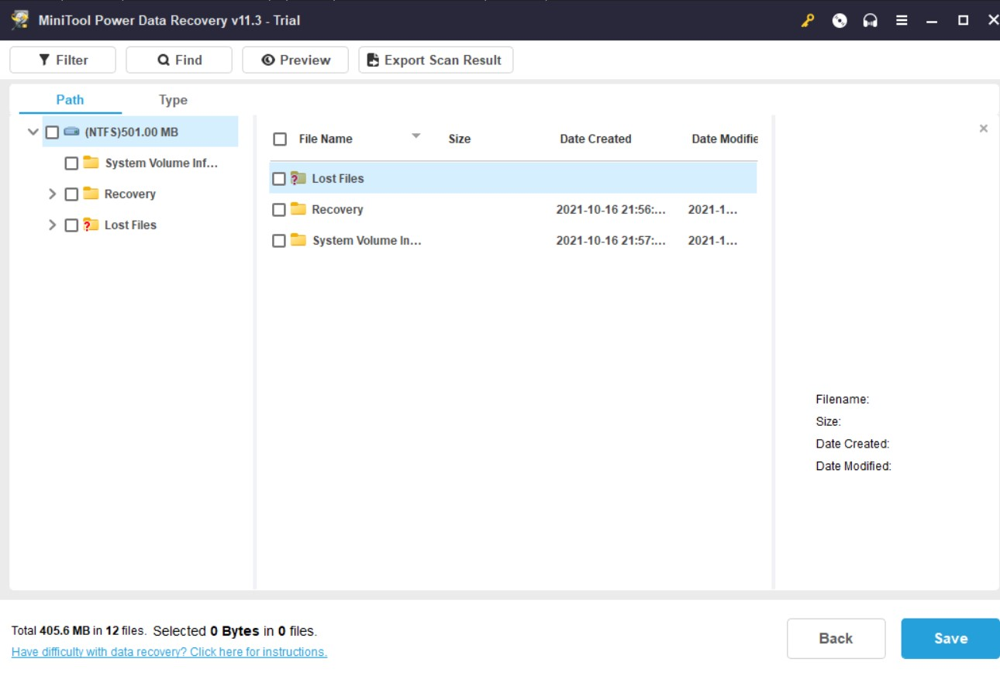 MiniTool Power Data Recovery v11.3 - Trial
Filter Find Preview Export Scan Result
Path Type
(NTFS)501.00 MB
System Volume Inf...
Recovery
Lost Files
File Name Size Date Created Date Modifie
Lost Files
Recovery 2021-10-16 21:56:... 2021-1...
System Volume In... 2021-10-16 21:57:... 2021-1...
Filename:
Size:
Date Created:
Date Modified:
Total 405.6 MB in 12 files. Selected 0 Bytes in 0 files.
Have difficulty with data recovery? Click here for instructions.
Back Save